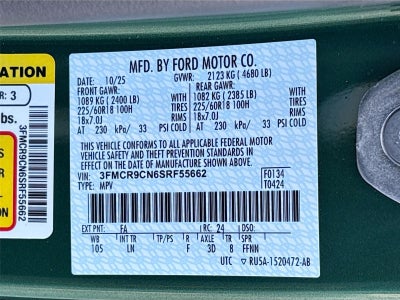 ATION
R: 3
bs.
3FMCR9CN6SRF55662
MFD. BY FORD MOTOR CO.
DATE: 10/25 GVWR: 2123 KG ( 4680 LB)
FRONT GAWR: REAR GAWR:
1089 KG ( 2400 LB) WITH 1082 KG ( 2385 LB) WITH
225/60R18 100H TIRES 225/60R18 100H TIRES
18x7.0J RIMS 18x7.0J RIMS
AT 230 kPa/ 33 PSI COLD AT 230 kPa/ 33 PSI COLD
THIS VEHICLE CONFORMS TO ALL APPLICABLE FEDERAL MOTOR
VEHICLE SAFETY AND THEFT PREVENTION STANDARDS IN EFFECT ON THE
DATE OF MANUFACTURE SHOWN ABOVE.
VIN: 3FMCR9CN6SRF55662 F0134
TYPE: MPV T0424
EXT PNT: FA RC: 24 DSO:
WB INT TR TP/PS R AXLE TR S
105 LN F 3D 8 FFNN
UTC ▽ RU5A-1520472-AB